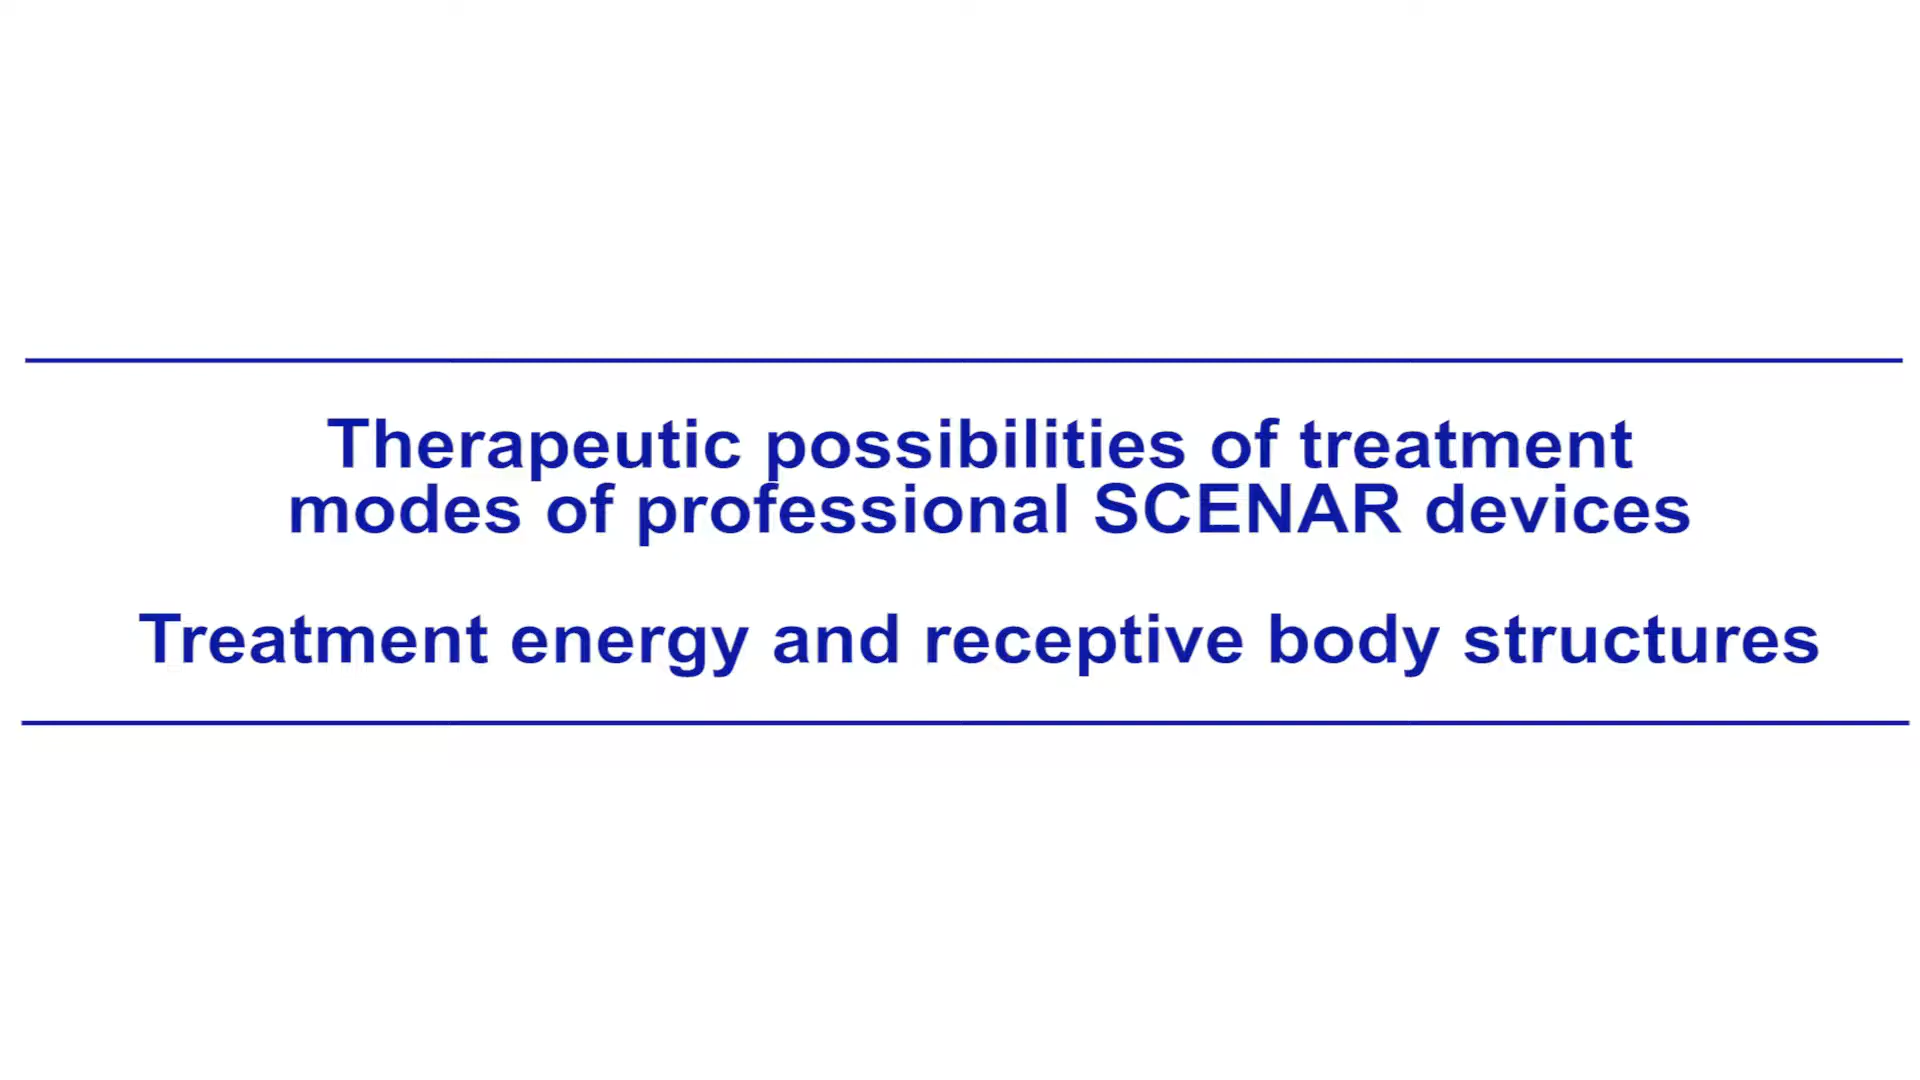 Therapeutic possibilities of treatment
modes of professional SCENAR devices
Treatment energy and receptive body structures